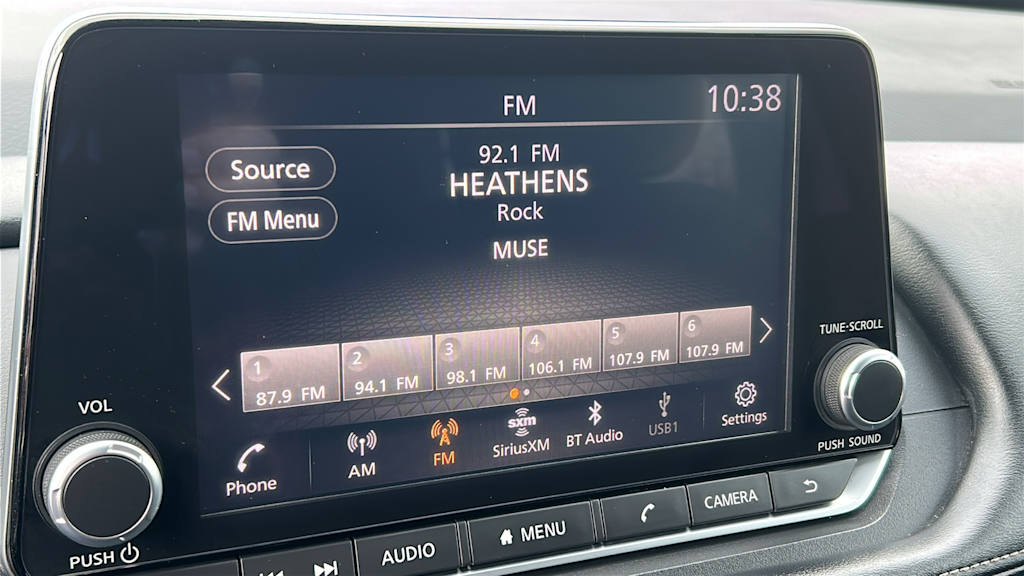 FM 10:38
Source
FM Menu
92.1 FM
HEATHENS
Rock
MUSE
1 2 3 4 5 6
87.9 FM 94.1 FM 98.1 FM 106.1 FM 107.9 FM 107.9 FM
Phone AM FM sxm SiriusXM BT Audio USB1 Settings
VOL
PUSH
TUNE·SCROLL
PUSH SOUND
AUDIO MENU CAMERA